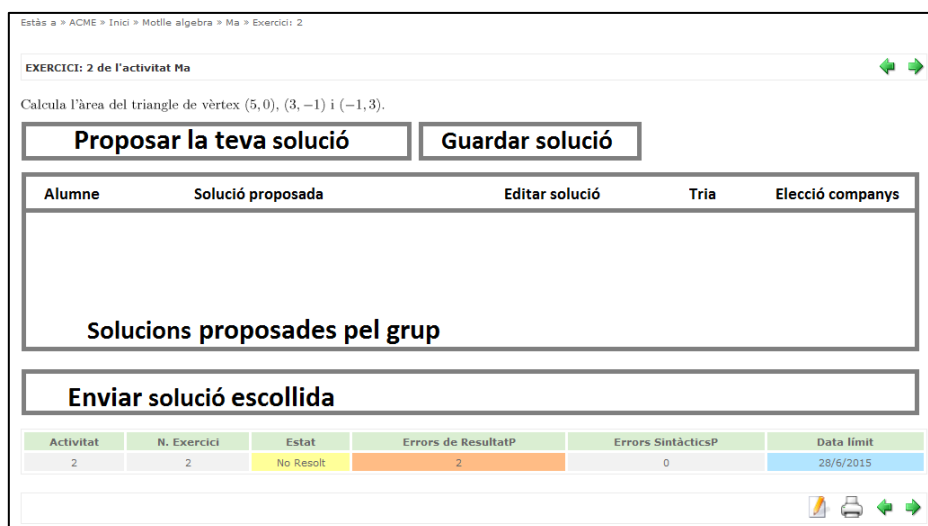 Estàs a » ACME » Inici » Motlle algebra » Ma » Exercici: 2
EXERCICI: 2 de l'activitat Ma
Calcula l'àrea del triangle de vèrtex (5, 0), (3, −1) i (−1, 3).
Proposar la teva solució Guardar solució
Alumne Solució proposada Editar solució Tria Elecció companys
Solucions proposades pel grup
Enviar solució escollida
Activitat N. Exercici Estat Errors de ResultatP Errors SintàcticsP Data límit
2 2 No Resolt 2 0 28/6/2015